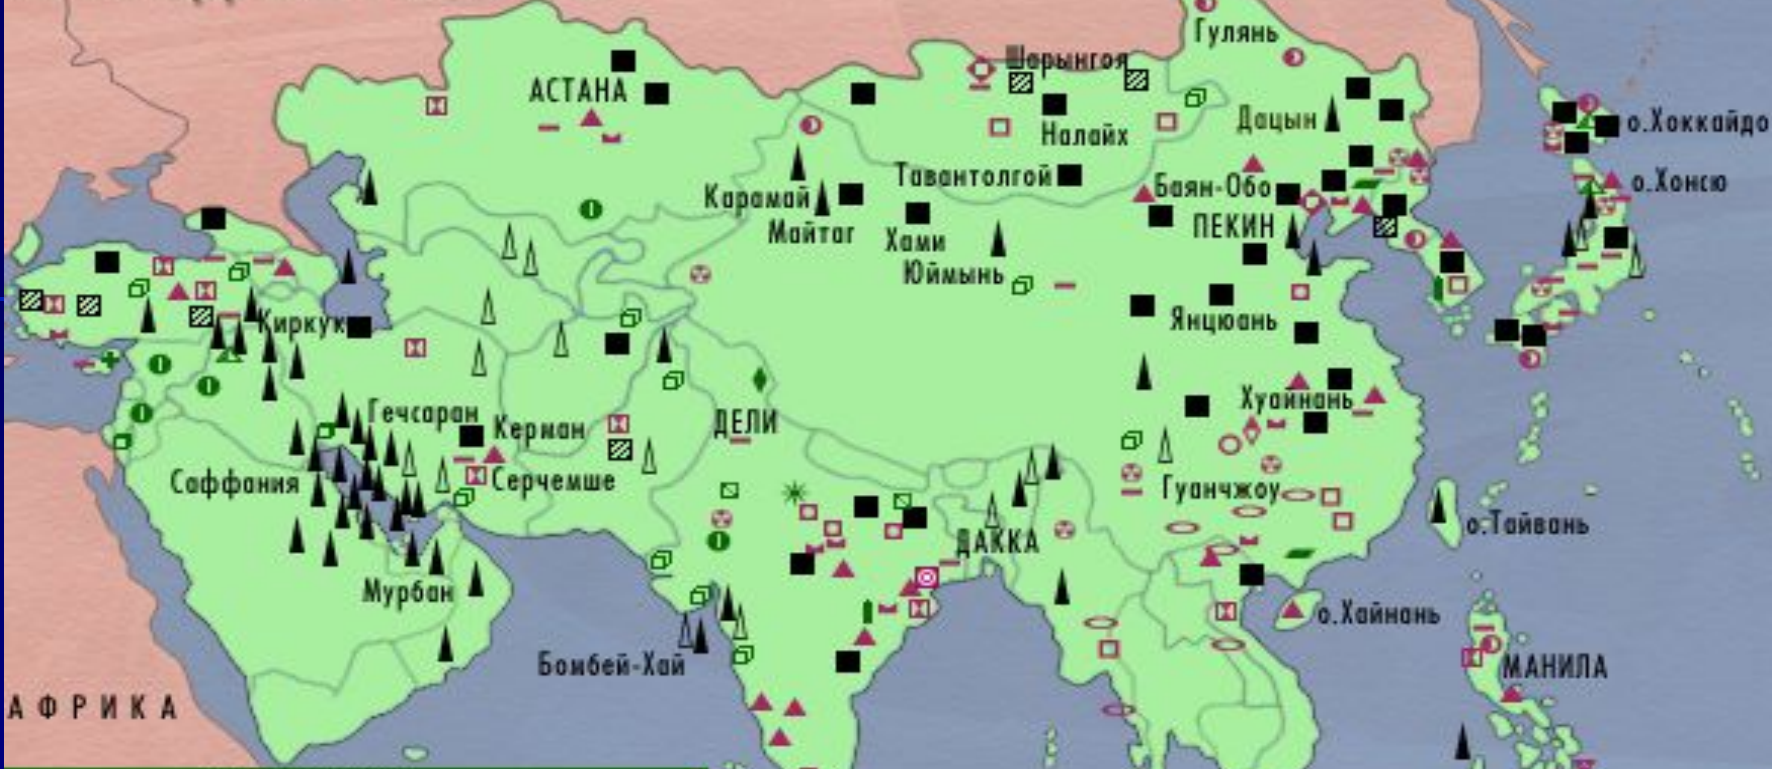 Гулянь
Шарынгоя
АСТАНА
Налайх
Дацын
о.Хоккайдо
Тавантолгой
Баян-Обо
о.Хонсю
Карамай
Майтаг
Хами
ПЕКИН
Юймынь
Киркук
Янцюань
Гечсаран
Керман
ДЕЛИ
Хуайнань
Саффания
Серчемше
Гуанчжоу
о.Тайвань
ДАККА
Мурбан
о.Хайнань
Бомбей-Хай
МАНИЛА
АФРИКА